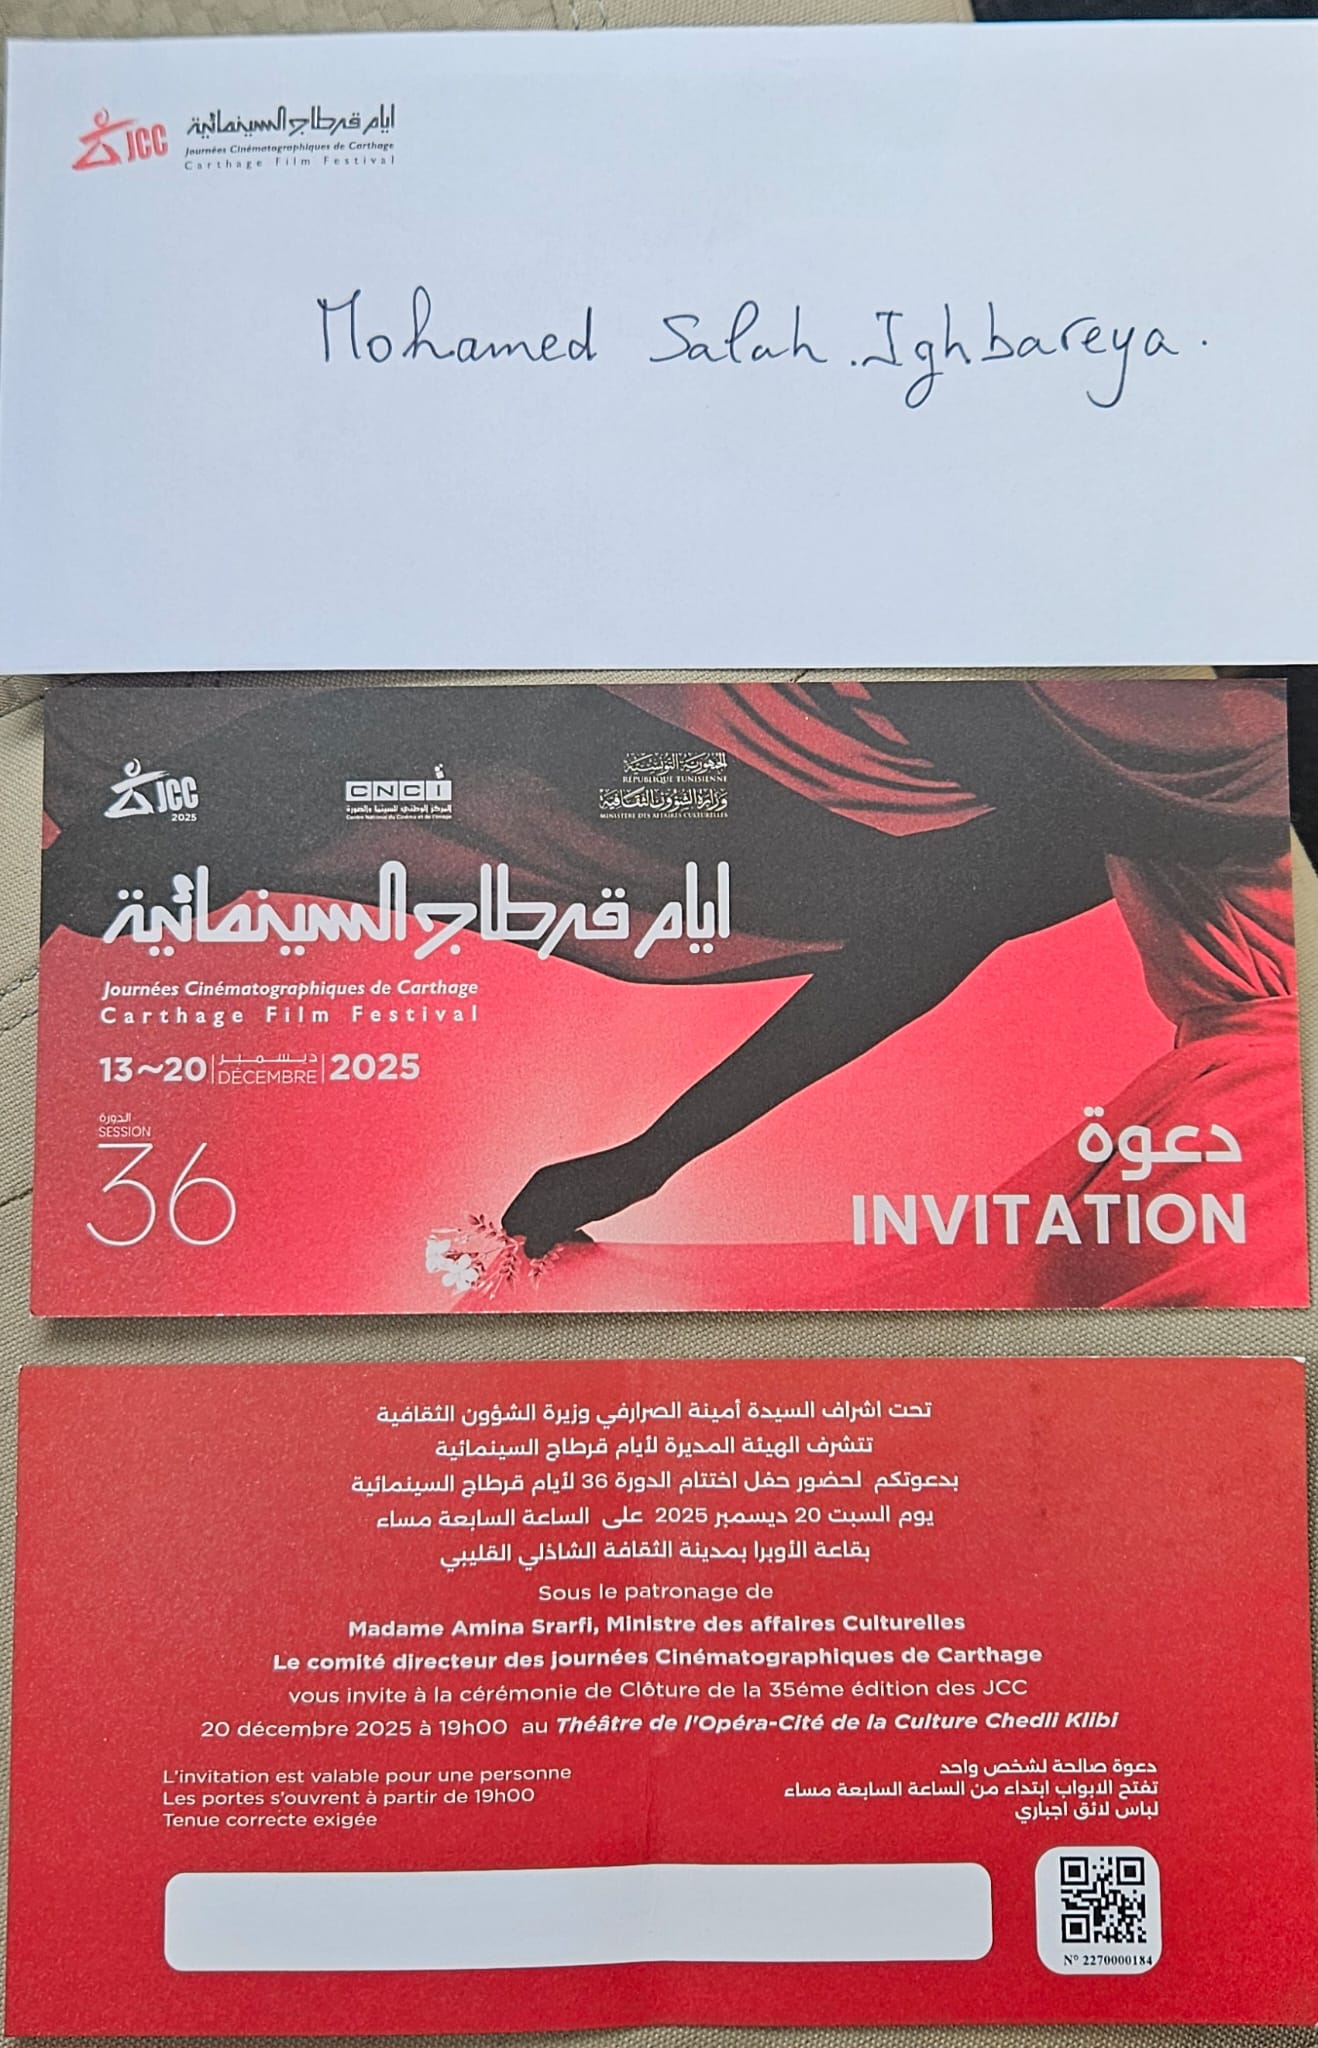 JCC
ايام قرطاج السينمائية
Journées Cinématographiques de Carthage
Carthage Film Festival
Mohamed Salah Ighbareya.
JCC
2025
CNCI
المركز الوطني للسينما والصورة
Centre National du Cinéma et de l'Image
الجمهورية التونسية
RÉPUBLIQUE TUNISIENNE
وزارة الشؤون الثقافية
MINISTÈRE DES AFFAIRES CULTURELLES
ايام قرطاج السينمائية
Journées Cinématographiques de Carthage
Carthage Film Festival
13~20 ديسمبر DÉCEMBRE 2025
الدورة
SESSION
36
دعوة
INVITATION
تحت اشراف السيدة أمينة الصرارفي وزيرة الشؤون الثقافية
تتشرف الهيئة المديرة لأيام قرطاج السينمائية
بدعوتكم لحضور حفل اختتام الدورة 36 لأيام قرطاج السينمائية
يوم السبت 20 ديسمبر 2025 على الساعة السابعة مساء
بقاعة الأوبرا بمدينة الثقافة الشاذلي القليبي
Sous le patronage de
Madame Amina Srarfi, Ministre des affaires Culturelles
Le comité directeur des journées Cinématographiques de Carthage
vous invite à la cérémonie de Clôture de la 35éme édition des JCC
20 décembre 2025 à 19h00 au Théâtre de l'Opéra-Cité de la Culture Chedli Klibi
L'invitation est valable pour une personne
Les portes s'ouvrent à partir de 19h00
Tenue correcte exigée
دعوة صالحة لشخص واحد
تفتح الابواب ابتداء من الساعة السابعة مساء
لباس لائق اجباري
N° 2270000184